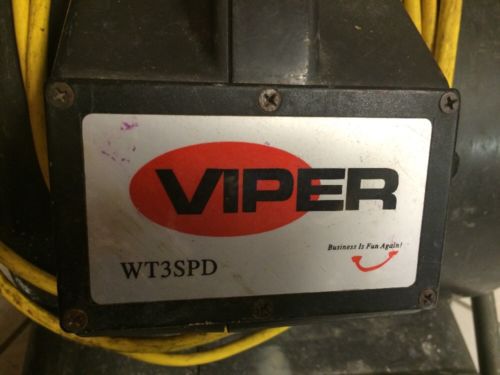 VIPER
Business Is Fun Again!
WT3SPD